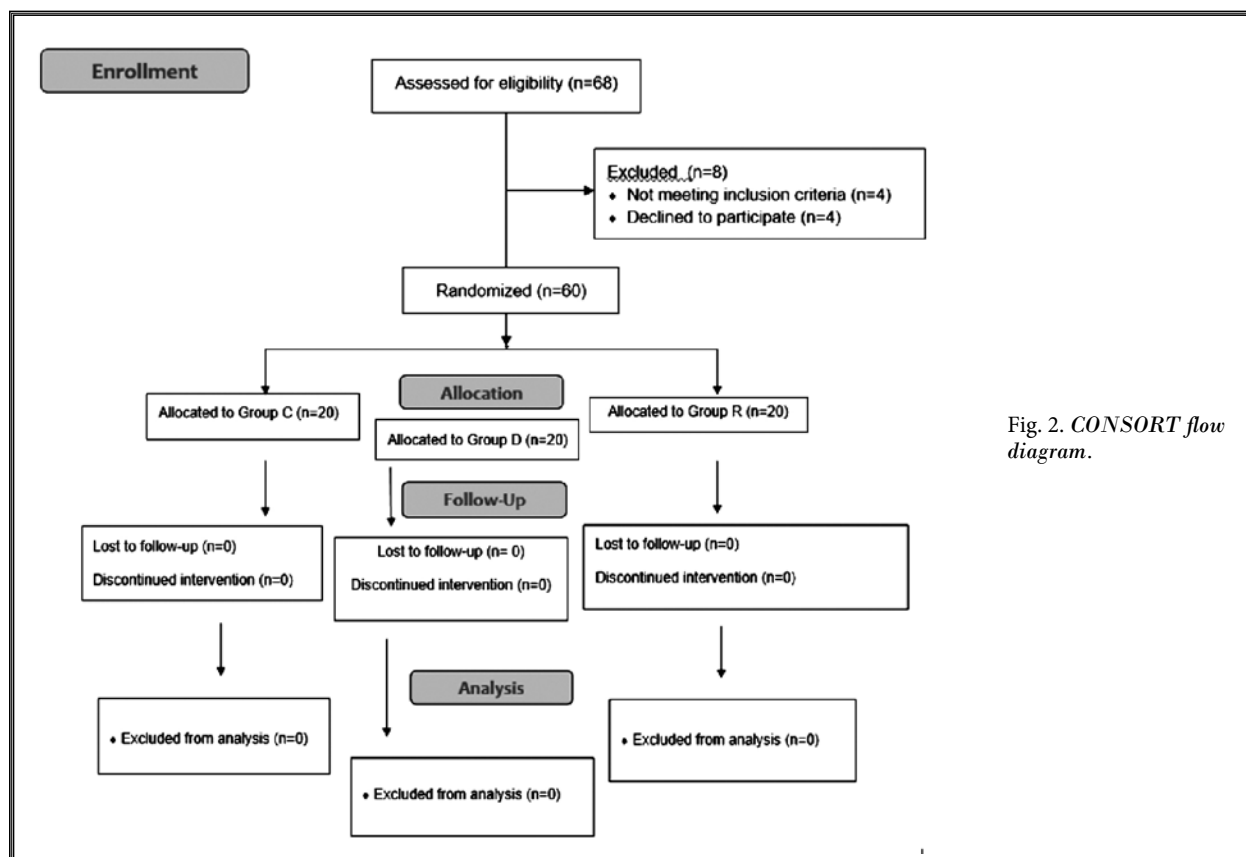 Enrollment
Assessed for eligibility (n=68)
Excluded (n=8)
♦ Not meeting inclusion criteria (n=4)
♦ Declined to participate (n=4)
Randomized (n=60)
Allocation
Allocated to Group C (n=20)
Allocated to Group D (n=20)
Allocated to Group R (n=20)
Follow-Up
Lost to follow-up (n=0)
Discontinued intervention (n=0)
Lost to follow-up (n= 0)
Discontinued intervention (n=0)
Lost to follow-up (n=0)
Discontinued intervention (n=0)
Analysis
♦ Excluded from analysis (n=0)
♦ Excluded from analysis (n=0)
♦ Excluded from analysis (n=0)
Fig. 2. CONSORT flow
diagram.